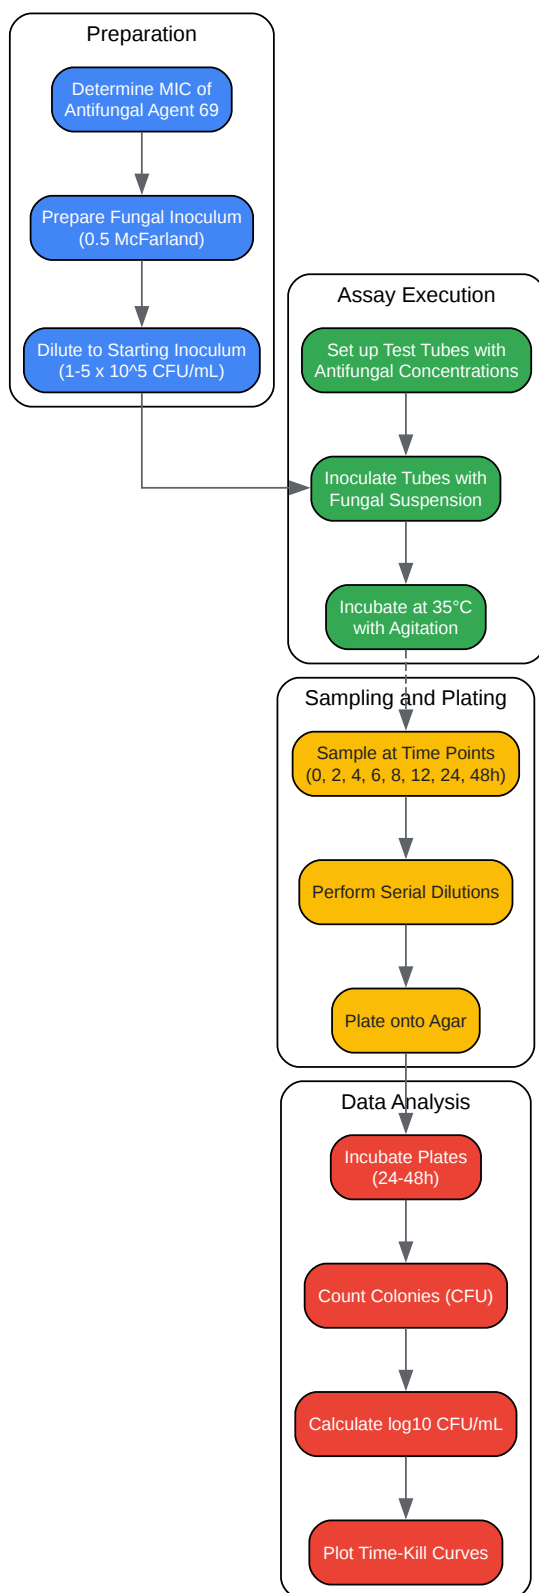 Preparation
Determine MIC of
Antifungal Agent 69
Prepare Fungal Inoculum
(0.5 McFarland)
Dilute to Starting Inoculum
(1-5 x 10^5 CFU/mL)
Assay Execution
Set up Test Tubes with
Antifungal Concentrations
Inoculate Tubes with
Fungal Suspension
Incubate at 35°C
with Agitation
Sampling and Plating
Sample at Time Points
(0, 2, 4, 6, 8, 12, 24, 48h)
Perform Serial Dilutions
Plate onto Agar
Data Analysis
Incubate Plates
(24-48h)
Count Colonies (CFU)
Calculate log10 CFU/mL
Plot Time-Kill Curves